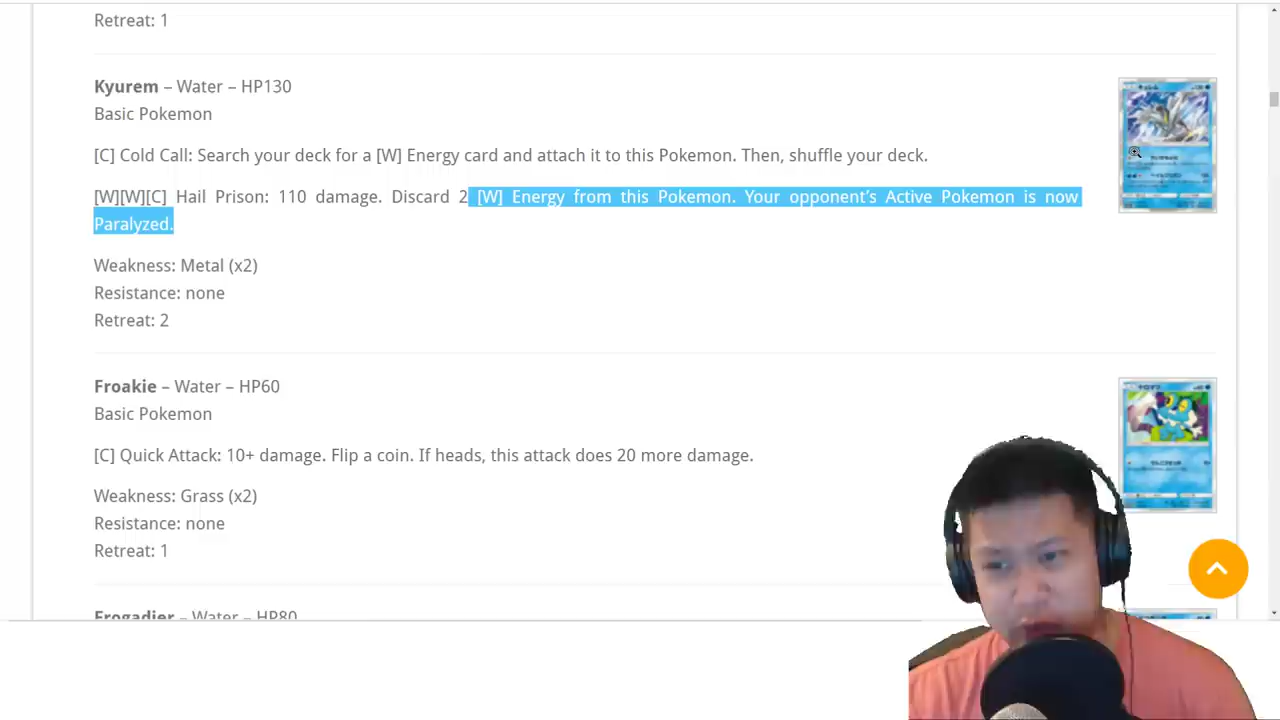 Retreat: 1
Kyurem – Water – HP130
Basic Pokemon
[C] Cold Call: Search your deck for a [W] Energy card and attach it to this Pokemon. Then, shuffle your deck.
[W][W][C] Hail Prison: 110 damage. Discard 2 [W] Energy from this Pokemon. Your opponent’s Active Pokemon is now
Paralyzed.
Weakness: Metal (x2)
Resistance: none
Retreat: 2
Froakie – Water – HP60
Basic Pokemon
[C] Quick Attack: 10+ damage. Flip a coin. If heads, this attack does 20 more damage.
Weakness: Grass (x2)
Resistance: none
Retreat: 1
Frogadier – Water – HP80